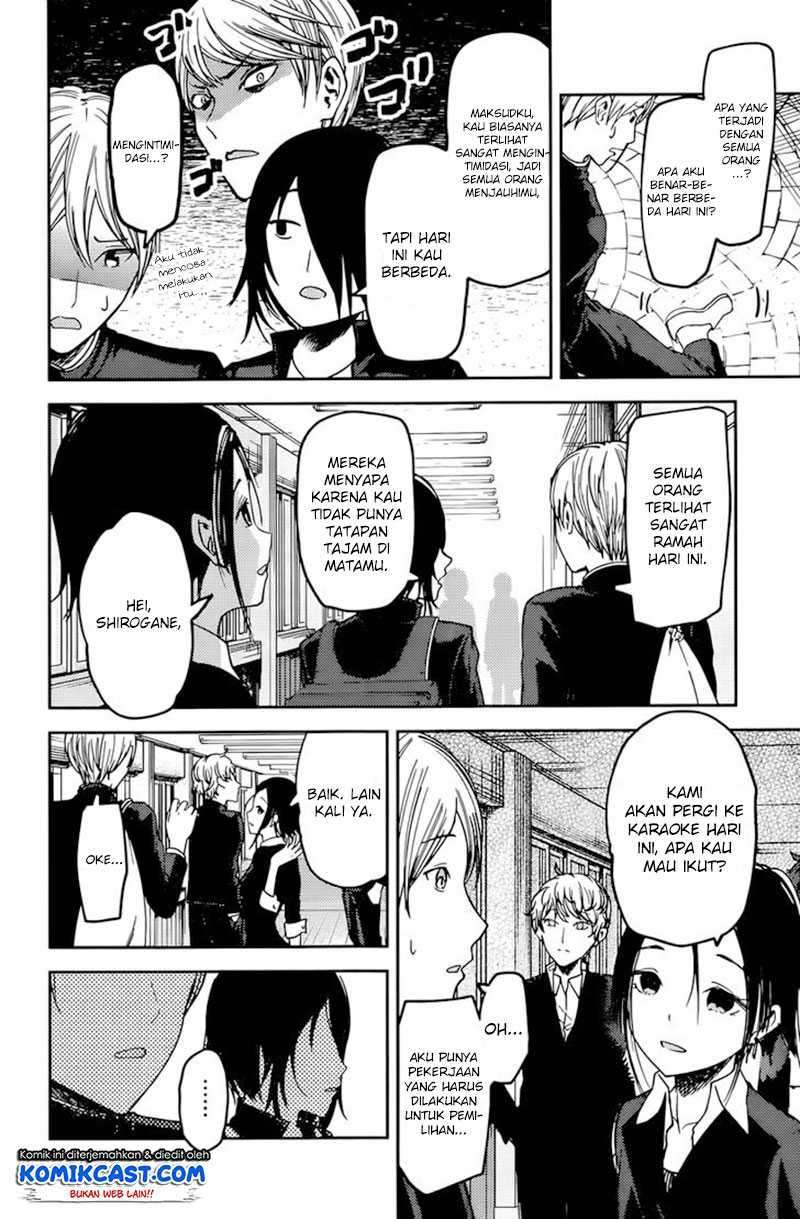 APA YANG
TERJADI
DENGAN
SEMUA
ORANG
...?
APA AKU
BENAR-BE-
NAR BERBE-
DA HARI INI?
MAKSUDKU,
KAU BIASANYA
TERLIHAT
SANGAT MENGIN-
TIMIDASI, JADI
SEMUA ORANG
MENJAUHIMU,
TAPI HARI
INI KAU
BERBEDA.
ゴ
ゴ
ゴ
ゴ
MENGINTIMI-
DASI...?
Aku tidak
mencoba
melakukan
itu....
SEMUA
ORANG
TERLIHAT
SANGAT
RAMAH
HARI INI.
MEREKA
MENYAPA
KARENA KAU
TIDAK PUNYA
TATAPAN
TAJAM DI
MATAMU.
HEI,
SHIROGANE,
KAMI
AKAN PERGI KE
KARAOKE HARI
INI, APA KAU
MAU IKUT?
OH...
AKU PUNYA
PEKERJAAN
YANG HARUS
DILAKUKAN
UNTUK PEMI-
LIHAN...
BAIK. LAIN
KALI YA.
OKE...
......
Komik ini diterjemahkan & diedit oleh
KOMIKCAST.COM
BUKAN WEB LAIN!!